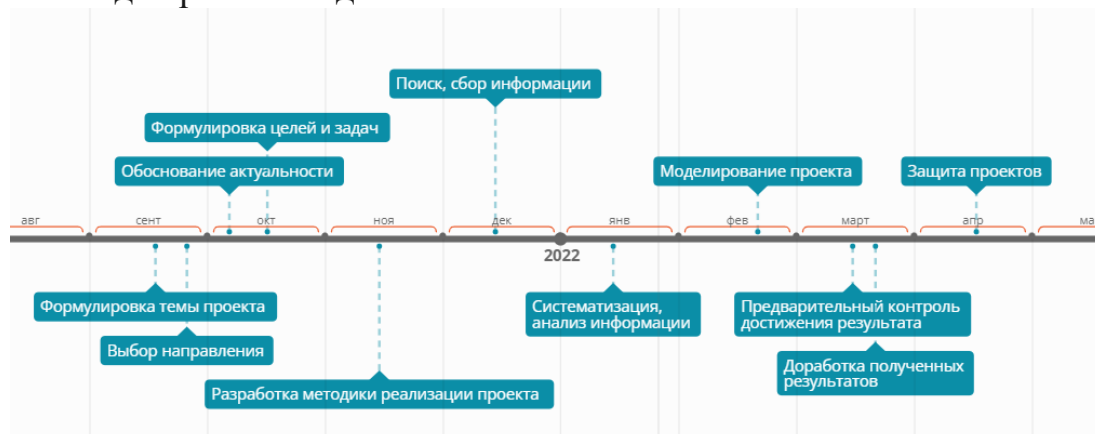 Поиск, сбор информации
Формулировка целей и задач
Обоснование актуальности
Моделирование проекта
Защита проектов
авг
сент
окт
ноя
дек
янв
фев
март
апр
ма
2022
Формулировка темы проекта
Выбор направления
Разработка методики реализации проекта
Систематизация,
анализ информации
Предварительный контроль
достижения результата
Доработка полученных
результатов